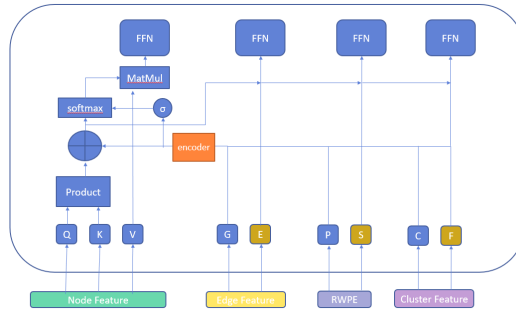 FFN FFN FFN FFN
MatMul
softmax σ
encoder
Product
Q K V G E P S C F
Node Feature Edge Feature RWPE Cluster Feature